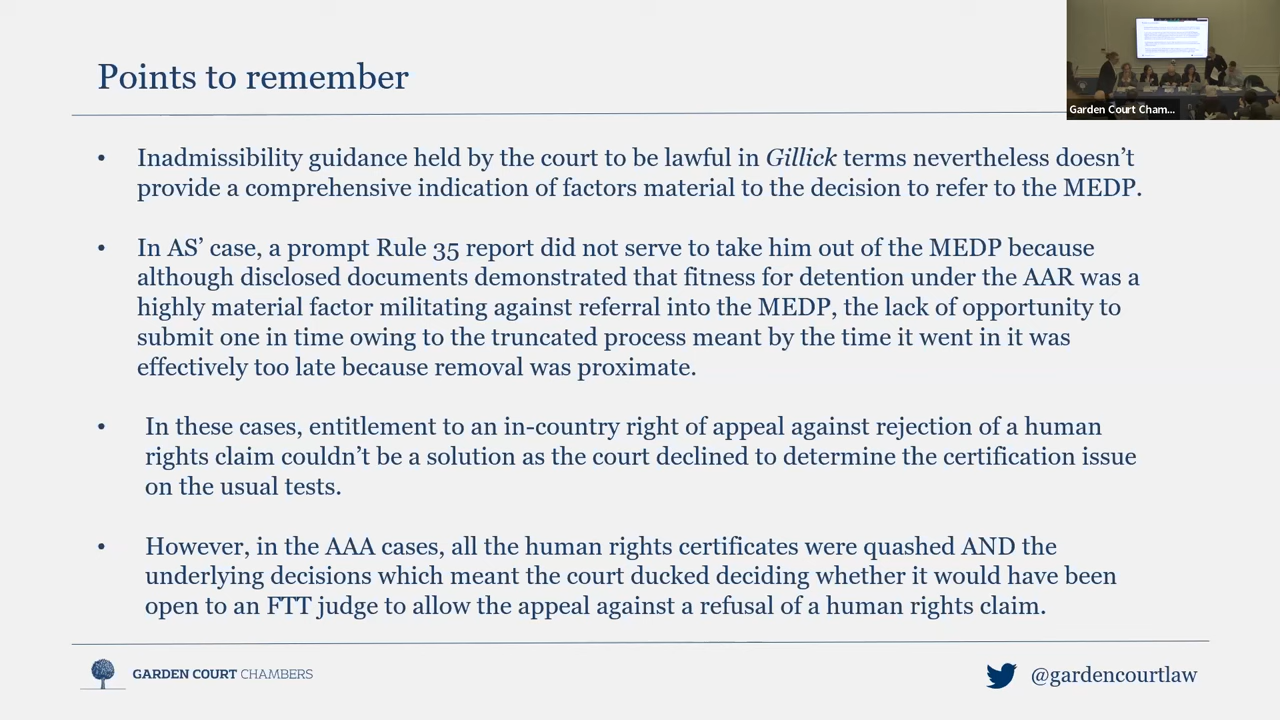 Points to remember
Garden Court Cham...
• Inadmissibility guidance held by the court to be lawful in Gillick terms nevertheless doesn’t
provide a comprehensive indication of factors material to the decision to refer to the MEDP.
• In AS’ case, a prompt Rule 35 report did not serve to take him out of the MEDP because
although disclosed documents demonstrated that fitness for detention under the AAR was a
highly material factor militating against referral into the MEDP, the lack of opportunity to
submit one in time owing to the truncated process meant by the time it went in it was
effectively too late because removal was proximate.
• In these cases, entitlement to an in-country right of appeal against rejection of a human
rights claim couldn’t be a solution as the court declined to determine the certification issue
on the usual tests.
• However, in the AAA cases, all the human rights certificates were quashed AND the
underlying decisions which meant the court ducked deciding whether it would have been
open to an FTT judge to allow the appeal against a refusal of a human rights claim.
GARDEN COURT CHAMBERS
@gardencourtlaw